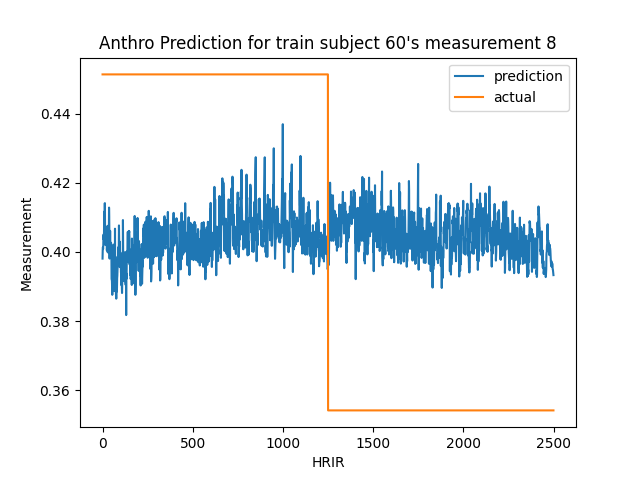 Anthro Prediction for train subject 60's measurement 8
prediction
actual
0.44
0.42
0.40
0.38
0.36
Measurement
0
500
1000
1500
2000
2500
HRIR